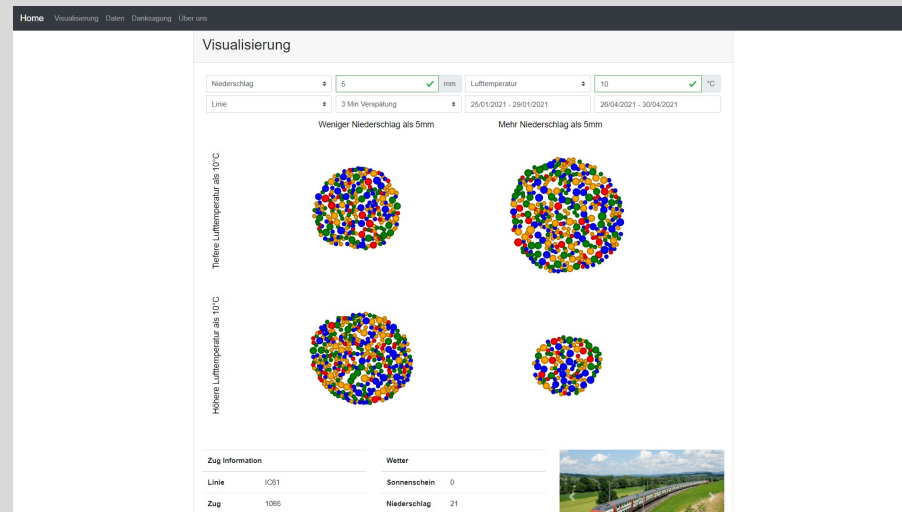 Home Visualisierung Daten Danksagung Über uns
Visualisierung
Niederschlag 5 mm Lufttemperatur 10 °C
Linie 3 Min Verspätung 25/01/2021 - 29/01/2021 26/04/2021 - 30/04/2021
Weniger Niederschlag als 5mm Mehr Niederschlag als 5mm
Tiefere Lufttemperatur als 10°C
Höhere Lufttemperatur als 10°C
Zug Information Wetter
Linie IC61 Sonnenschein 0
Zug 1065 Niederschlag 21